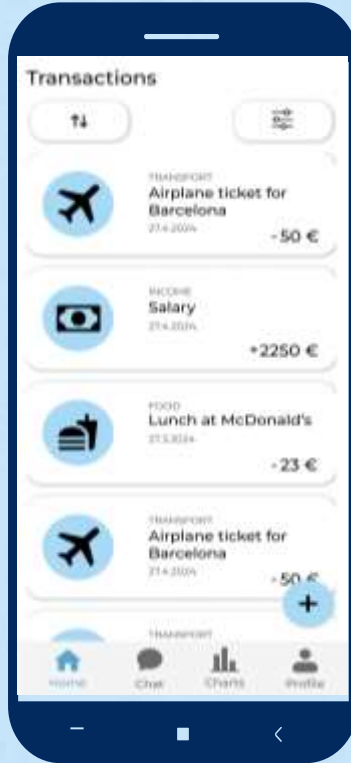 Transactions
TRANSPORT
Airplane ticket for
Barcelona
27.4.2024
- 50 €
INCOME
Salary
27.4.2024
+2250 €
FOOD
Lunch at McDonald's
27.3.2024
- 23 €
TRANSPORT
Airplane ticket for
Barcelona
27.4.2024
- 50 €
+
TRANSPORT
Home
Chat
Charts
Profile